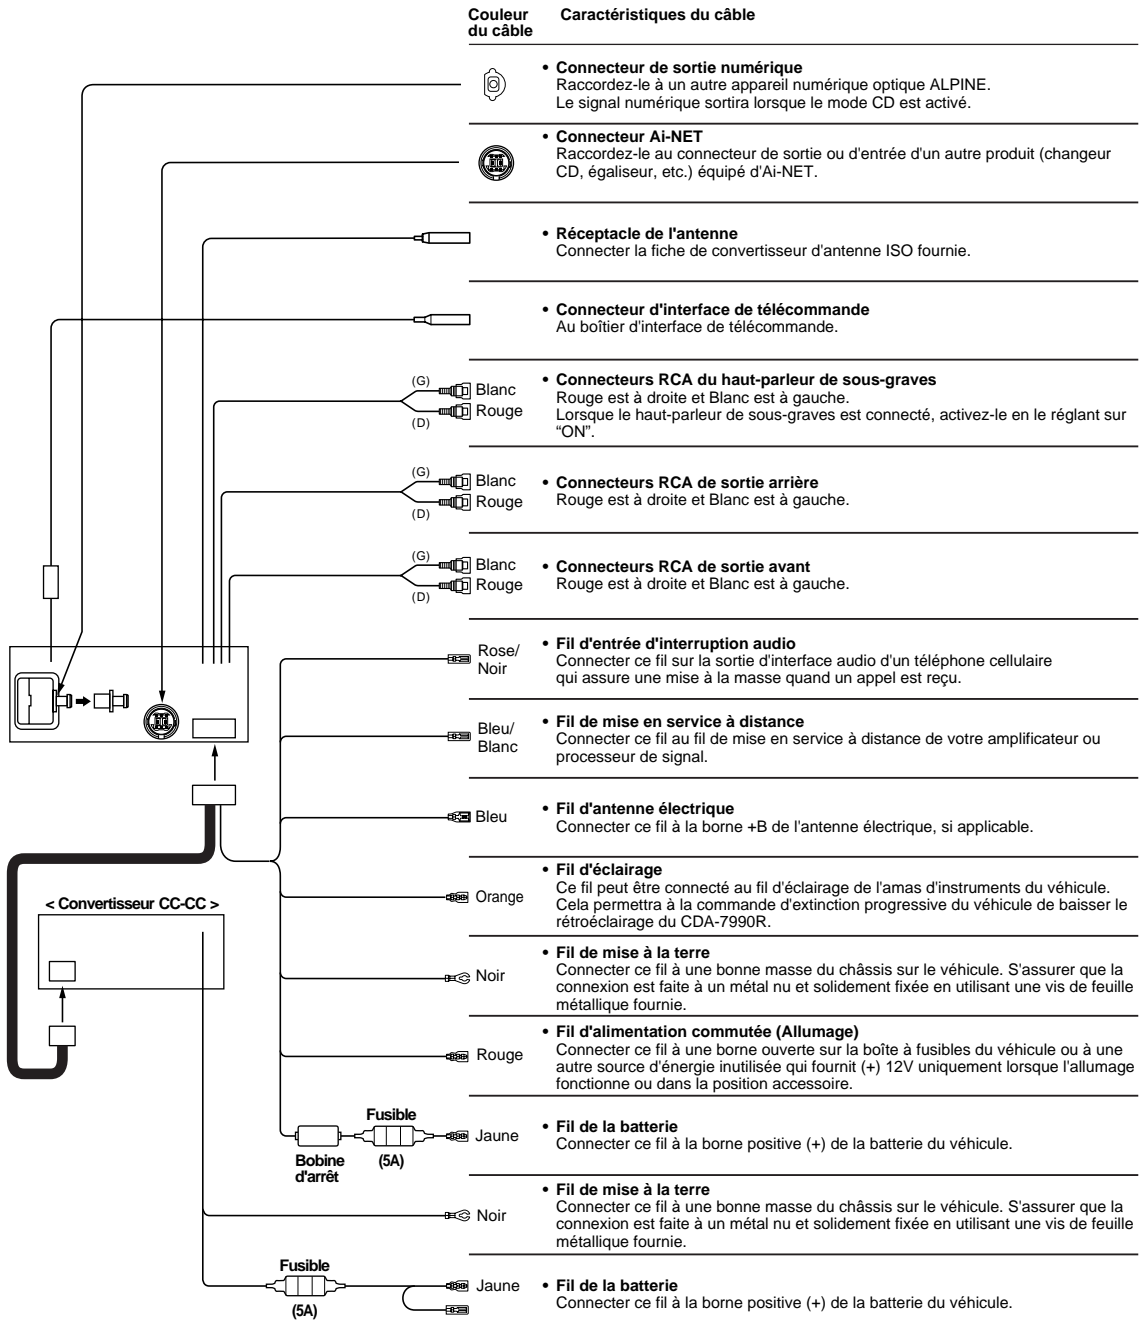 Couleur du câble
Caractéristiques du câble
• Connecteur de sortie numérique
Raccordez-le à un autre appareil numérique optique ALPINE.
Le signal numérique sortira lorsque le mode CD est activé.
• Connecteur Ai-NET
Raccordez-le au connecteur de sortie ou d'entrée d'un autre produit (changeur
CD, égaliseur, etc.) équipé d'Ai-NET.
• Réceptacle de l'antenne
Connecter la fiche de convertisseur d'antenne ISO fournie.
• Connecteur d'interface de télécommande
Au boîtier d'interface de télécommande.
(G)
Blanc
Rouge
(D)
• Connecteurs RCA du haut-parleur de sous-graves
Rouge est à droite et Blanc est à gauche.
Lorsque le haut-parleur de sous-graves est connecté, activez-le en le réglant sur
“ON”.
(G)
Blanc
Rouge
(D)
• Connecteurs RCA de sortie arrière
Rouge est à droite et Blanc est à gauche.
(G)
Blanc
Rouge
(D)
• Connecteurs RCA de sortie avant
Rouge est à droite et Blanc est à gauche.
Rose/
Noir
• Fil d'entrée d'interruption audio
Connecter ce fil sur la sortie d'interface audio d'un téléphone cellulaire
qui assure une mise à la masse quand un appel est reçu.
Bleu/
Blanc
• Fil de mise en service à distance
Connecter ce fil au fil de mise en service à distance de votre amplificateur ou
processeur de signal.
Bleu
• Fil d'antenne électrique
Connecter ce fil à la borne +B de l'antenne électrique, si applicable.
Orange
• Fil d'éclairage
Ce fil peut être connecté au fil d'éclairage de l'amas d'instruments du véhicule.
Cela permettra à la commande d'extinction progressive du véhicule de baisser le
rétroéclairage du CDA-7990R.
< Convertisseur CC-CC >
Noir
• Fil de mise à la terre
Connecter ce fil à une bonne masse du châssis sur le véhicule. S'assurer que la
connexion est faite à un métal nu et solidement fixée en utilisant une vis de feuille
métallique fournie.
Rouge
• Fil d'alimentation commutée (Allumage)
Connecter ce fil à une borne ouverte sur la boîte à fusibles du véhicule ou à une
autre source d'énergie inutilisée qui fournit (+) 12V uniquement lorsque l'allumage
fonctionne ou dans la position accessoire.
Fusible
(5A)
Bobine
d'arrêt
Jaune
• Fil de la batterie
Connecter ce fil à la borne positive (+) de la batterie du véhicule.
Noir
• Fil de mise à la terre
Connecter ce fil à une bonne masse du châssis sur le véhicule. S'assurer que la
connexion est faite à un métal nu et solidement fixée en utilisant une vis de feuille
métallique fournie.
Fusible
(5A)
Jaune
• Fil de la batterie
Connecter ce fil à la borne positive (+) de la batterie du véhicule.